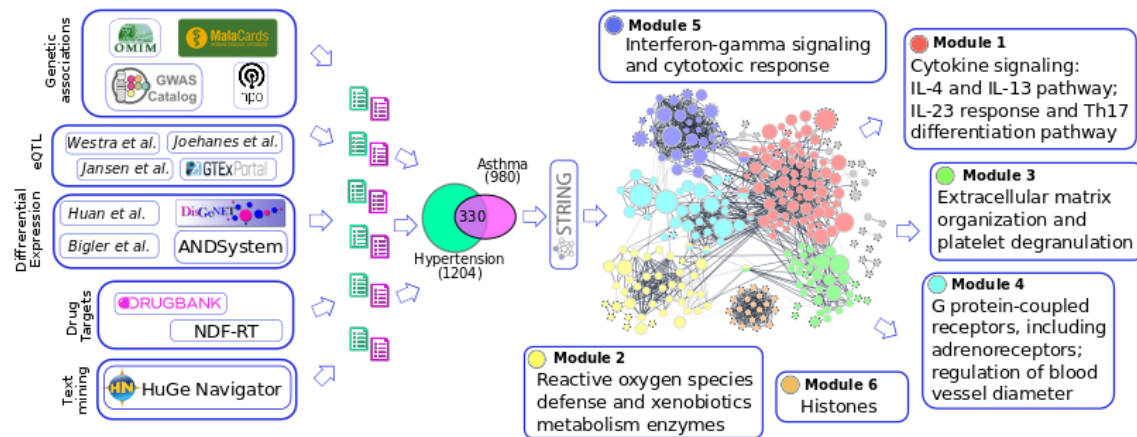 Genetic
associations
OMIM
MalaCards
GWAS
Catalog
hpo
eQTL
Westra et al.
Joehanes et al.
Jansen et al.
GTEx Portal
Differential
Expression
Huan et al.
DisGeNET
Bigler et al.
ANDSystem
Drug
Targets
DRUGBANK
NDF-RT
Text
mining
HN
HuGe Navigator
Asthma
(980)
330
Hypertension
(1204)
STRING
Module 5
Interferon-gamma signaling
and cytotoxic response
Module 1
Cytokine signaling:
IL-4 and IL-13 pathway;
IL-23 response and Th17
differentiation pathway
Module 3
Extracellular matrix
organization and
platelet degranulation
Module 4
G protein-coupled
receptors, including
adrenoreceptors;
regulation of blood
vessel diameter
Module 2
Reactive oxygen species
defense and xenobiotics
metabolism enzymes
Module 6
Histones